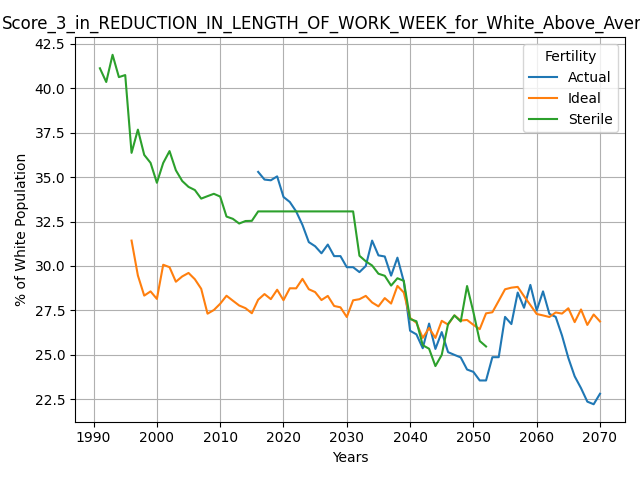 Score_3_in_REDUCTION_IN_LENGTH_OF_WORK_WEEK_for_White_Above_Aver
Fertility
Actual
Ideal
Sterile
% of White Population
42.5
40.0
37.5
35.0
32.5
30.0
27.5
25.0
22.5
1990 2000 2010 2020 2030 2040 2050 2060 2070
Years